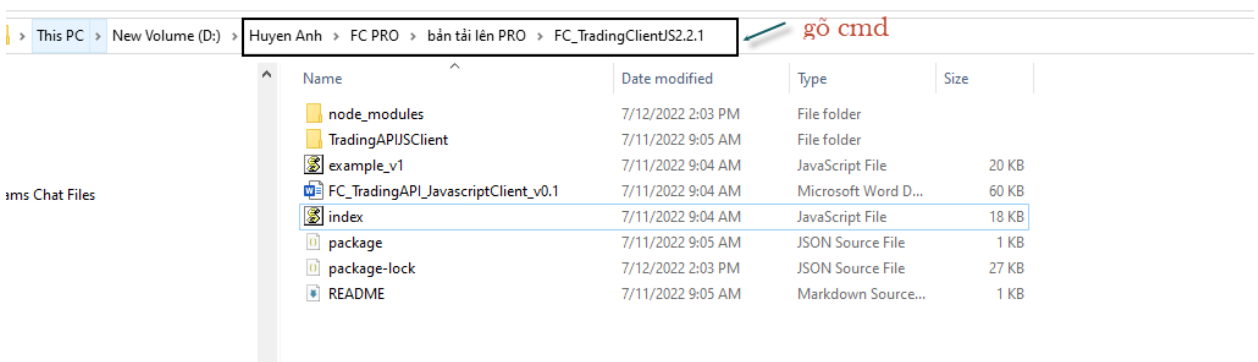 This PC > New Volume (D:) > Huyen Anh > FC PRO > bản tải lên PRO > FC_TradingClientJS2.2.1
gõ cmd
Name Date modified Type Size
node_modules 7/12/2022 2:03 PM File folder
TradingAPIJSClient 7/11/2022 9:05 AM File folder
example_v1 7/11/2022 9:04 AM JavaScript File 20 KB
FC_TradingAPI_JavascriptClient_v0.1 7/11/2022 9:04 AM Microsoft Word D... 60 KB
ams Chat Files
index 7/11/2022 9:04 AM JavaScript File 18 KB
package 7/11/2022 9:05 AM JSON Source File 1 KB
package-lock 7/12/2022 2:03 PM JSON Source File 27 KB
README 7/11/2022 9:05 AM Markdown Source... 1 KB